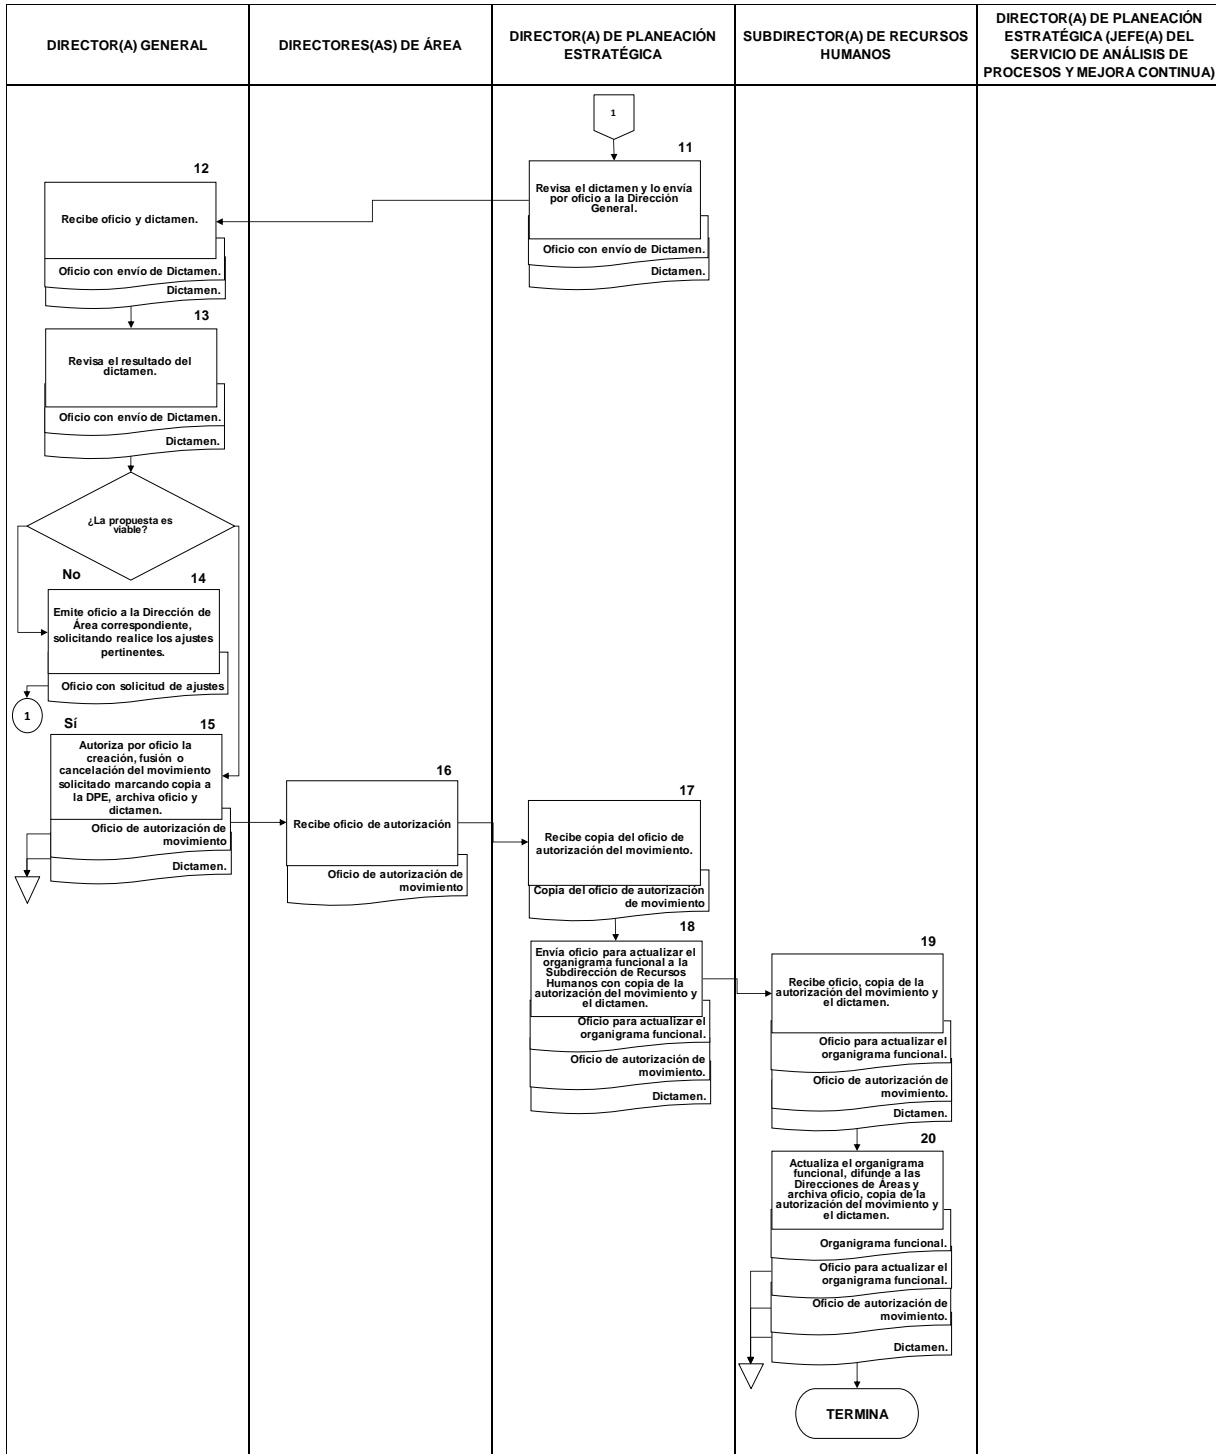 DIRECTOR(A) GENERAL
DIRECTORES(AS) DE ÁREA
DIRECTOR(A) DE PLANEACIÓN
ESTRATÉGICA
SUBDIRECTOR(A) DE RECURSOS
HUMANOS
DIRECTOR(A) DE PLANEACIÓN
ESTRATÉGICA (JEFE(A) DEL
SERVICIO DE ANÁLISIS DE
PROCESOS Y MEJORA CONTINUA)
1
11
Revisa el dictamen y lo envía
por oficio a la Dirección
General.
Oficio con envío de Dictamen.
Dictamen.
12
Recibe oficio y dictamen.
Oficio con envío de Dictamen.
Dictamen.
13
Revisa el resultado del
dictamen.
Oficio con envío de Dictamen.
Dictamen.
¿La propuesta es
viable?
No
14
Emite oficio a la Dirección de
Área correspondiente,
solicitando realice los ajustes
pertinentes.
Oficio con solicitud de ajustes
1
Sí
15
Autoriza por oficio la
creación, fusión o
cancelación del movimiento
solicitado marcando copia a
la DPE, archiva oficio y
dictamen.
Oficio de autorización de
movimiento
Dictamen.
16
Recibe oficio de autorización
Oficio de autorización de
movimiento
17
Recibe copia del oficio de
autorización del movimiento.
Copia del oficio de autorización
de movimiento
18
Envía oficio para actualizar el
organigrama funcional a la
Subdirección de Recursos
Humanos con copia de la
autorización del movimiento y
el dictamen.
Oficio para actualizar el
organigrama funcional.
Oficio de autorización de
movimiento.
Dictamen.
19
Recibe oficio, copia de la
autorización del movimiento y
el dictamen.
Oficio para actualizar el
organigrama funcional.
Oficio de autorización de
movimiento.
Dictamen.
20
Actualiza el organigrama
funcional, difunde a las
Direcciones de Áreas y
archiva oficio, copia de la
autorización del movimiento y
el dictamen.
Organigrama funcional.
Oficio para actualizar el
organigrama funcional.
Oficio de autorización de
movimiento.
Dictamen.
TERMINA